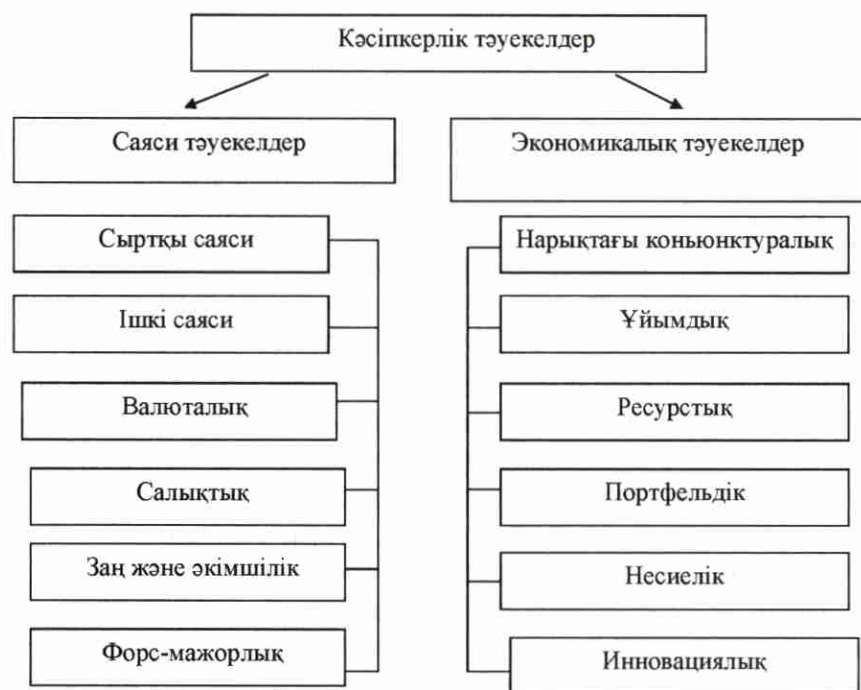 Кәсіпкерлік тәуекелдер
Саяси тәуекелдер
Экономикалық тәуекелдер
Сыртқы саяси
Ішкі саяси
Валюталық
Салықтық
Заң және әкімшілік
Форс-мажорлық
Нарықтағы коньюнктуралық
Ұйымдық
Ресурстық
Портфельдік
Несиелік
Инновациялық